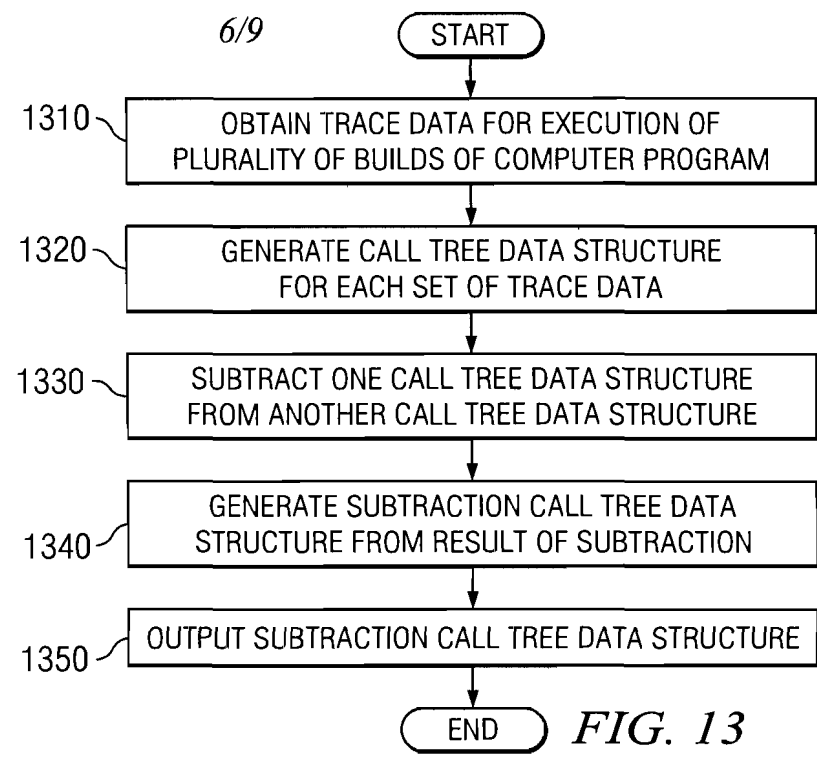 6/9
START
1310
OBTAIN TRACE DATA FOR EXECUTION OF
PLURALITY OF BUILDS OF COMPUTER PROGRAM
1320
GENERATE CALL TREE DATA STRUCTURE
FOR EACH SET OF TRACE DATA
1330
SUBTRACT ONE CALL TREE DATA STRUCTURE
FROM ANOTHER CALL TREE DATA STRUCTURE
1340
GENERATE SUBTRACTION CALL TREE DATA
STRUCTURE FROM RESULT OF SUBTRACTION
1350
OUTPUT SUBTRACTION CALL TREE DATA STRUCTURE
END
FIG. 13